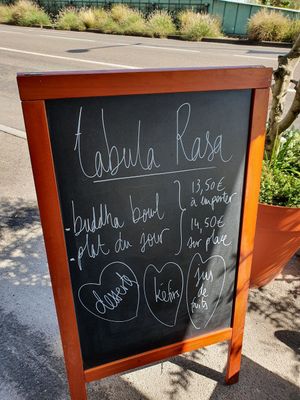 tabula Rasa
- buddha bowl
- plat du jour
13,50 €
à emporter
14,50 €
sur place
desserts
kéfirs
jus
de
fruits